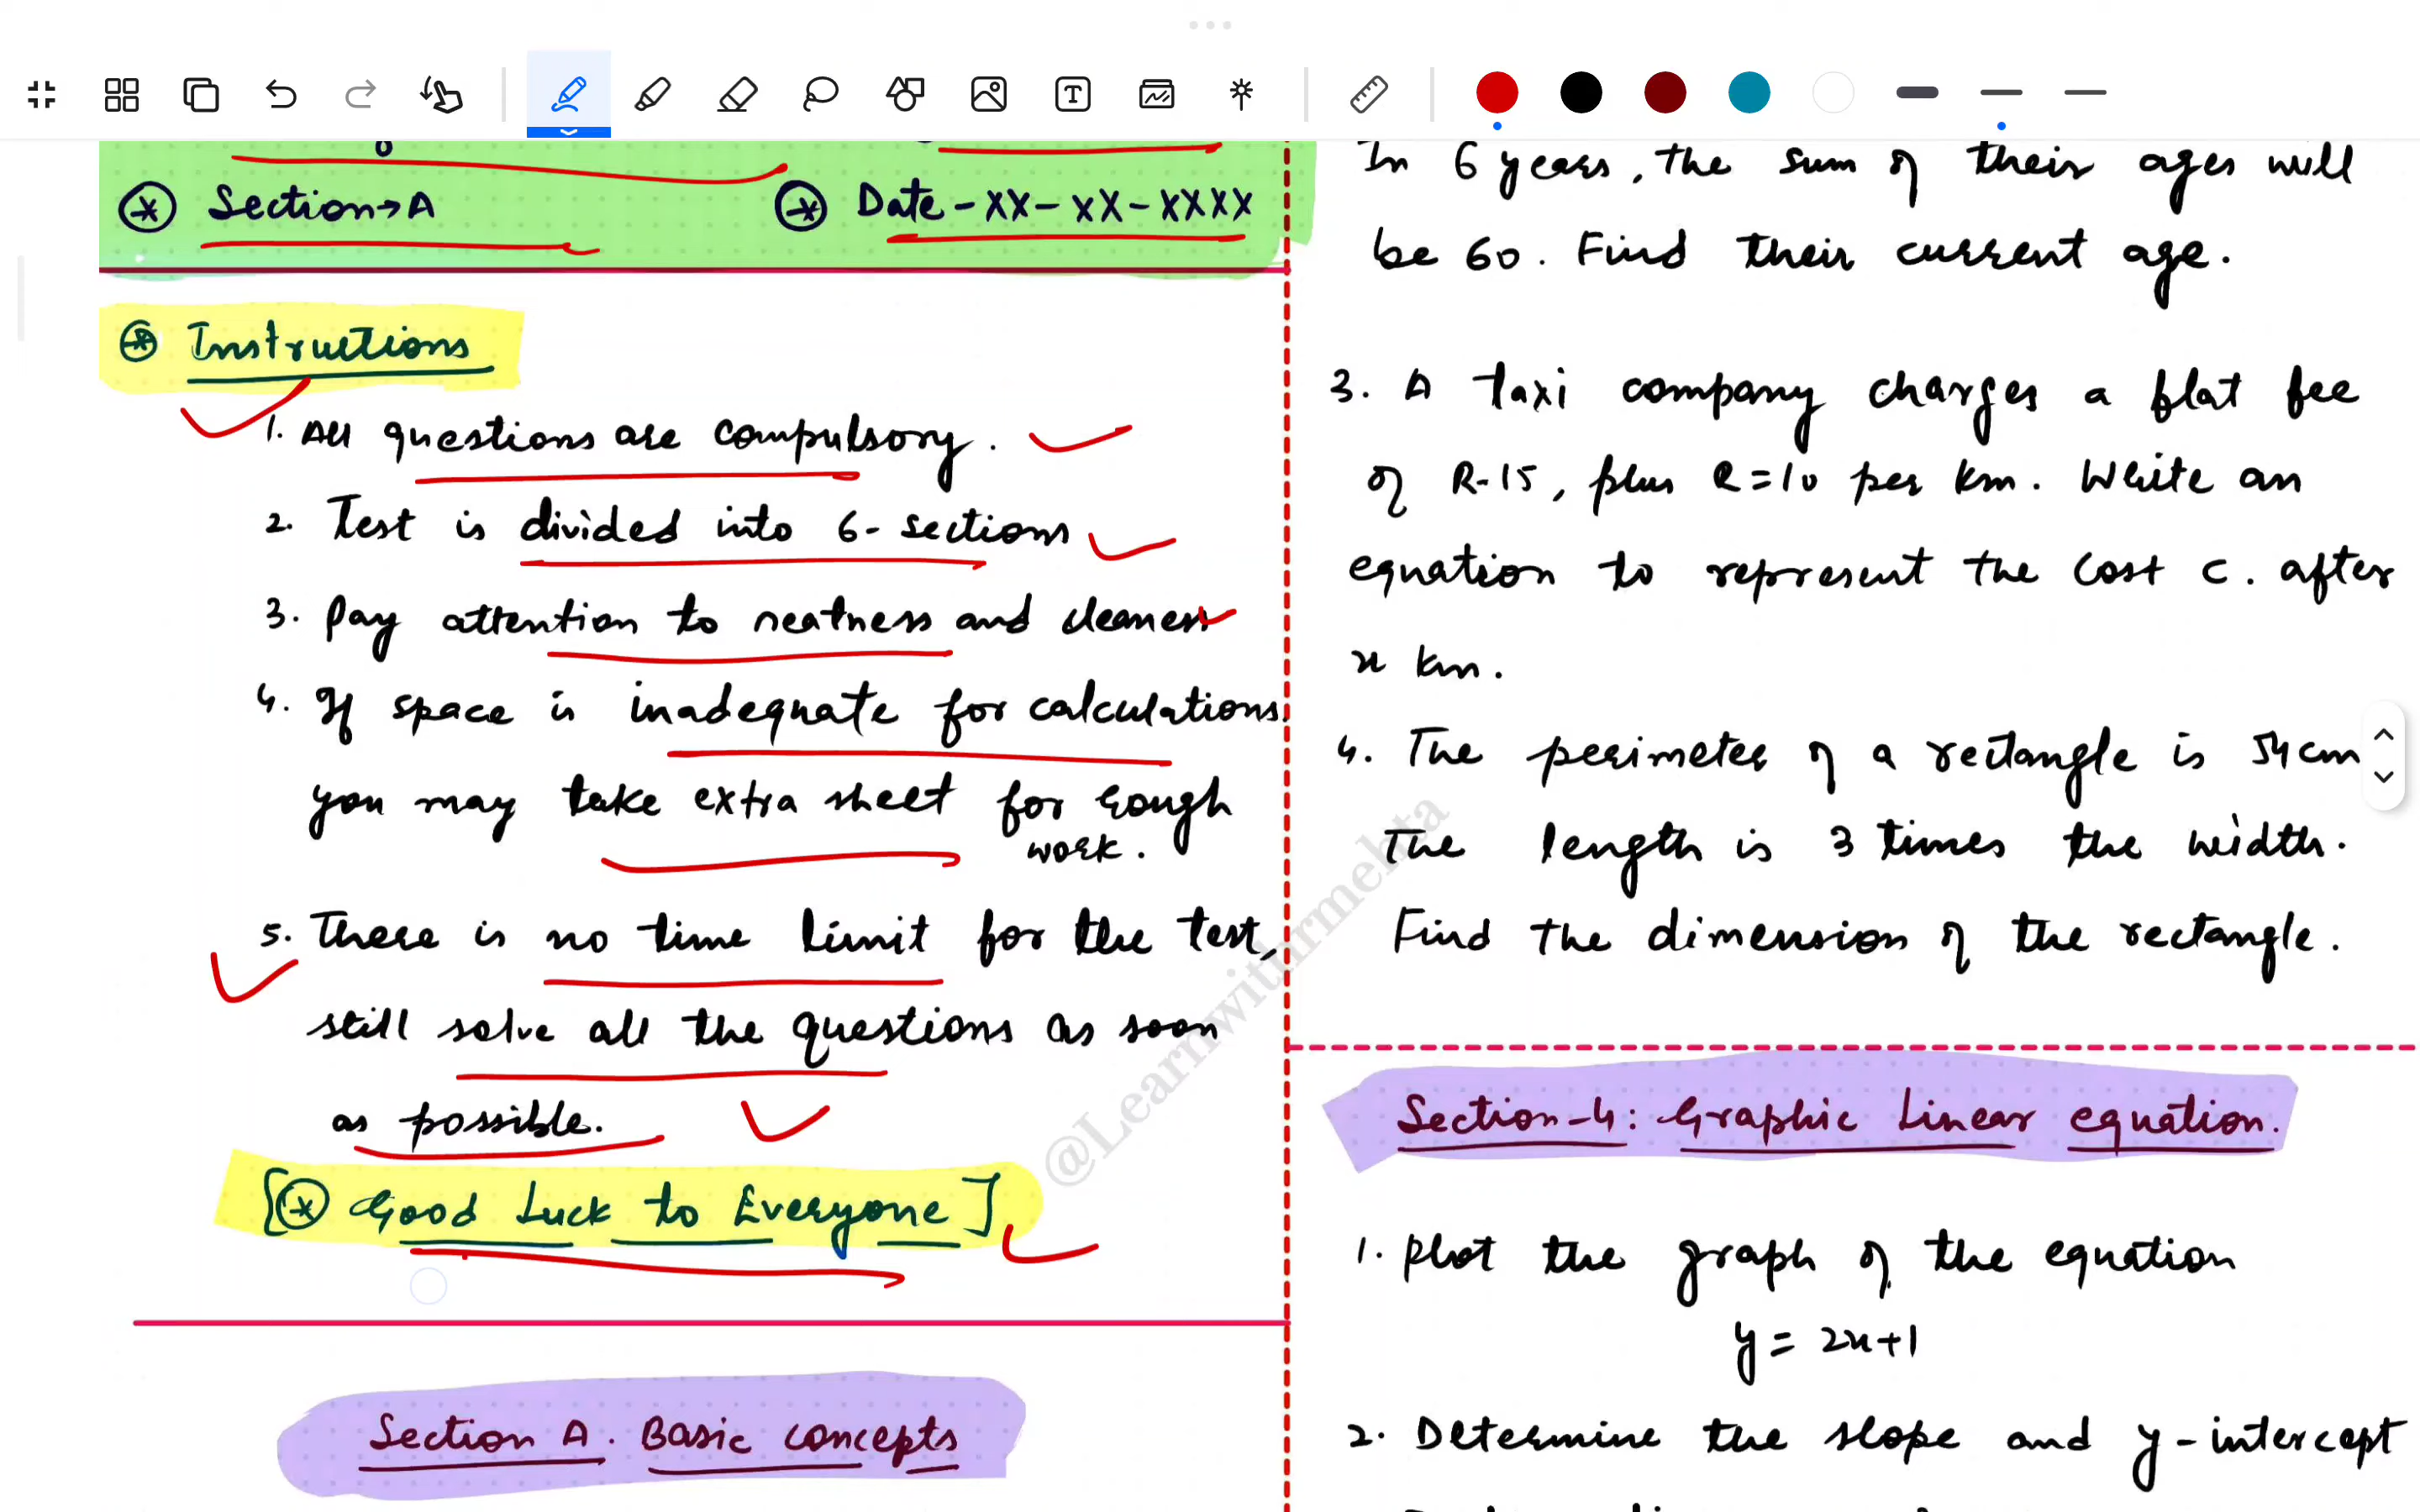 Section→A
Date - XX - XX - XXXX
Instructions
1. All questions are compulsory.
2. Test is divided into 6- sections
3. Pay attention to neatness and cleaness
4. If space is inadequate for calculations.
you may take extra sheet for rough
work.
5. There is no time limit for the test,
still solve all the questions as soon
as possible.
[ Good Luck to Everyone ]
Section A. Basic concepts
In 6 years, the sum of their ages will
be 60. Find their current age.
3. A taxi company charges a flat fee
of R-15, plus R=10 per km. Write an
equation to represent the cost c. after
x km.
4. The perimeter of a rectangle is 54cm
The length is 3 times the width.
Find the dimension of the rectangle.
Section-4: Graphic Linear equation.
1. Plot the graph of the equation
y = 2x+1
2. Determine the slope and y-intercept
@Learnwithrmehta